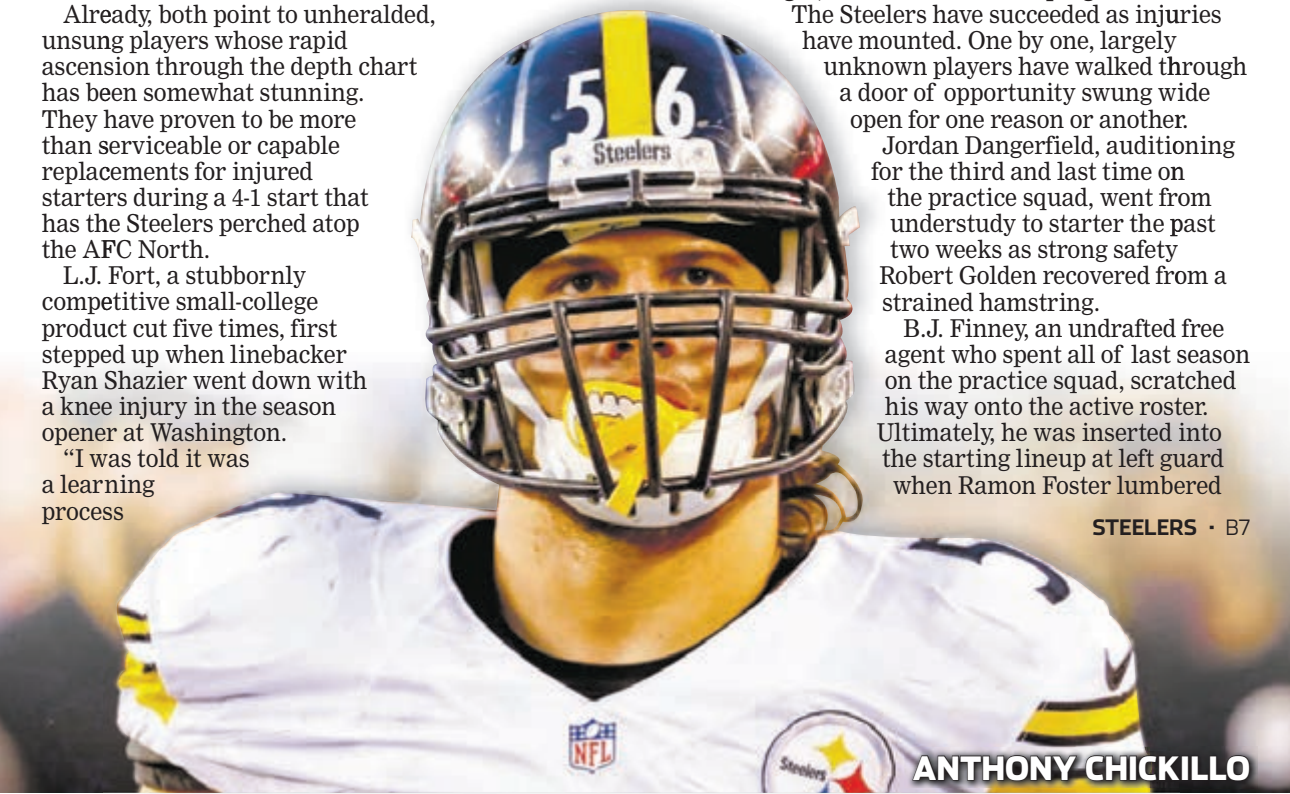 Already, both point to unheralded,
unsung players whose rapid
ascension through the depth chart
has been somewhat stunning.
They have proven to be more
than serviceable or capable
replacements for injured
starters during a 4-1 start that
has the Steelers perched atop
the AFC North.
L.J. Fort, a stubbornly
competitive small-college
product cut five times, first
stepped up when linebacker
Ryan Shazier went down with
a knee injury in the season
opener at Washington.
“I was told it was
a learning
process
The Steelers have succeeded as injuries
have mounted. One by one, largely
unknown players have walked through
a door of opportunity swung wide
open for one reason or another.
Jordan Dangerfield, auditioning
for the third and last time on
the practice squad, went from
understudy to starter the past
two weeks as strong safety
Robert Golden recovered from a
strained hamstring.
B.J. Finney, an undrafted free
agent who spent all of last season
on the practice squad, scratched
his way onto the active roster.
Ultimately, he was inserted into
the starting lineup at left guard
when Ramon Foster lumbered
STEELERS · B7
56
Steelers
NFL
Steelers
ANTHONY CHICKILLO